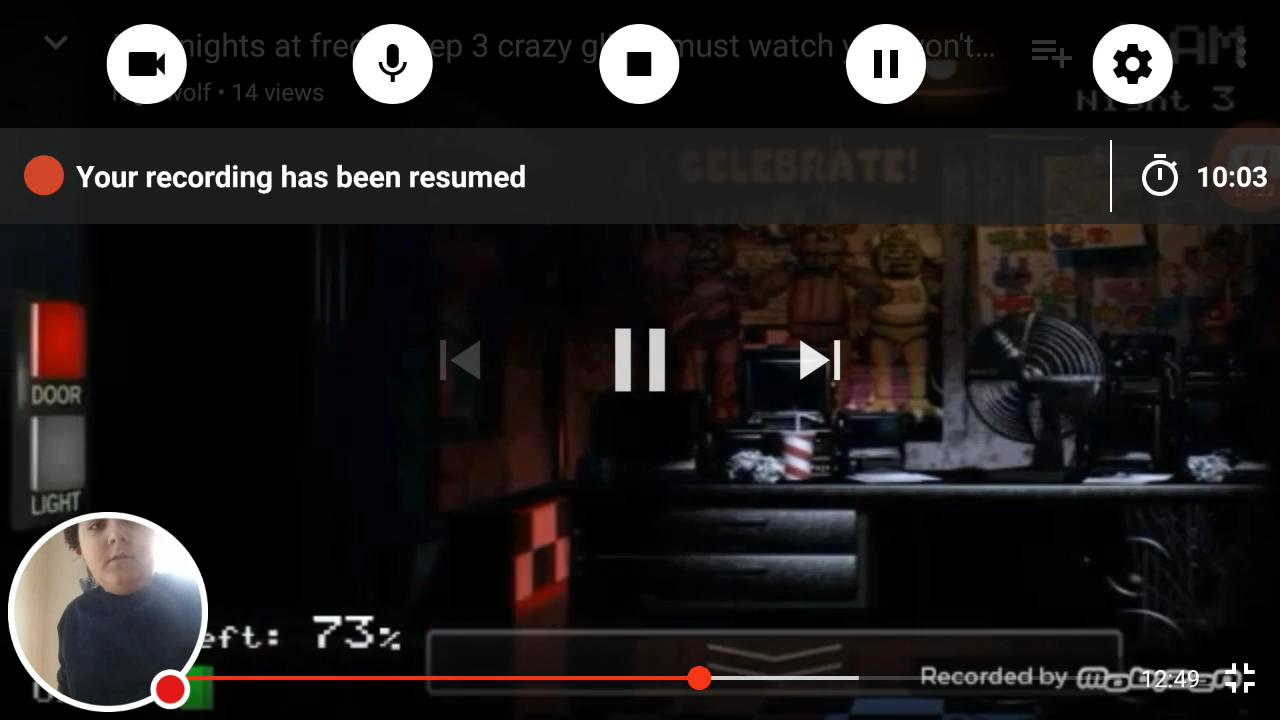 nights at fred ep 3 crazy gl must watch y on't...
wolf • 14 views
AM
Night 3
Your recording has been resumed
10:03
CELEBRATE!
DOOR
LIGHT
eft: 73%
Recorded by
12:49